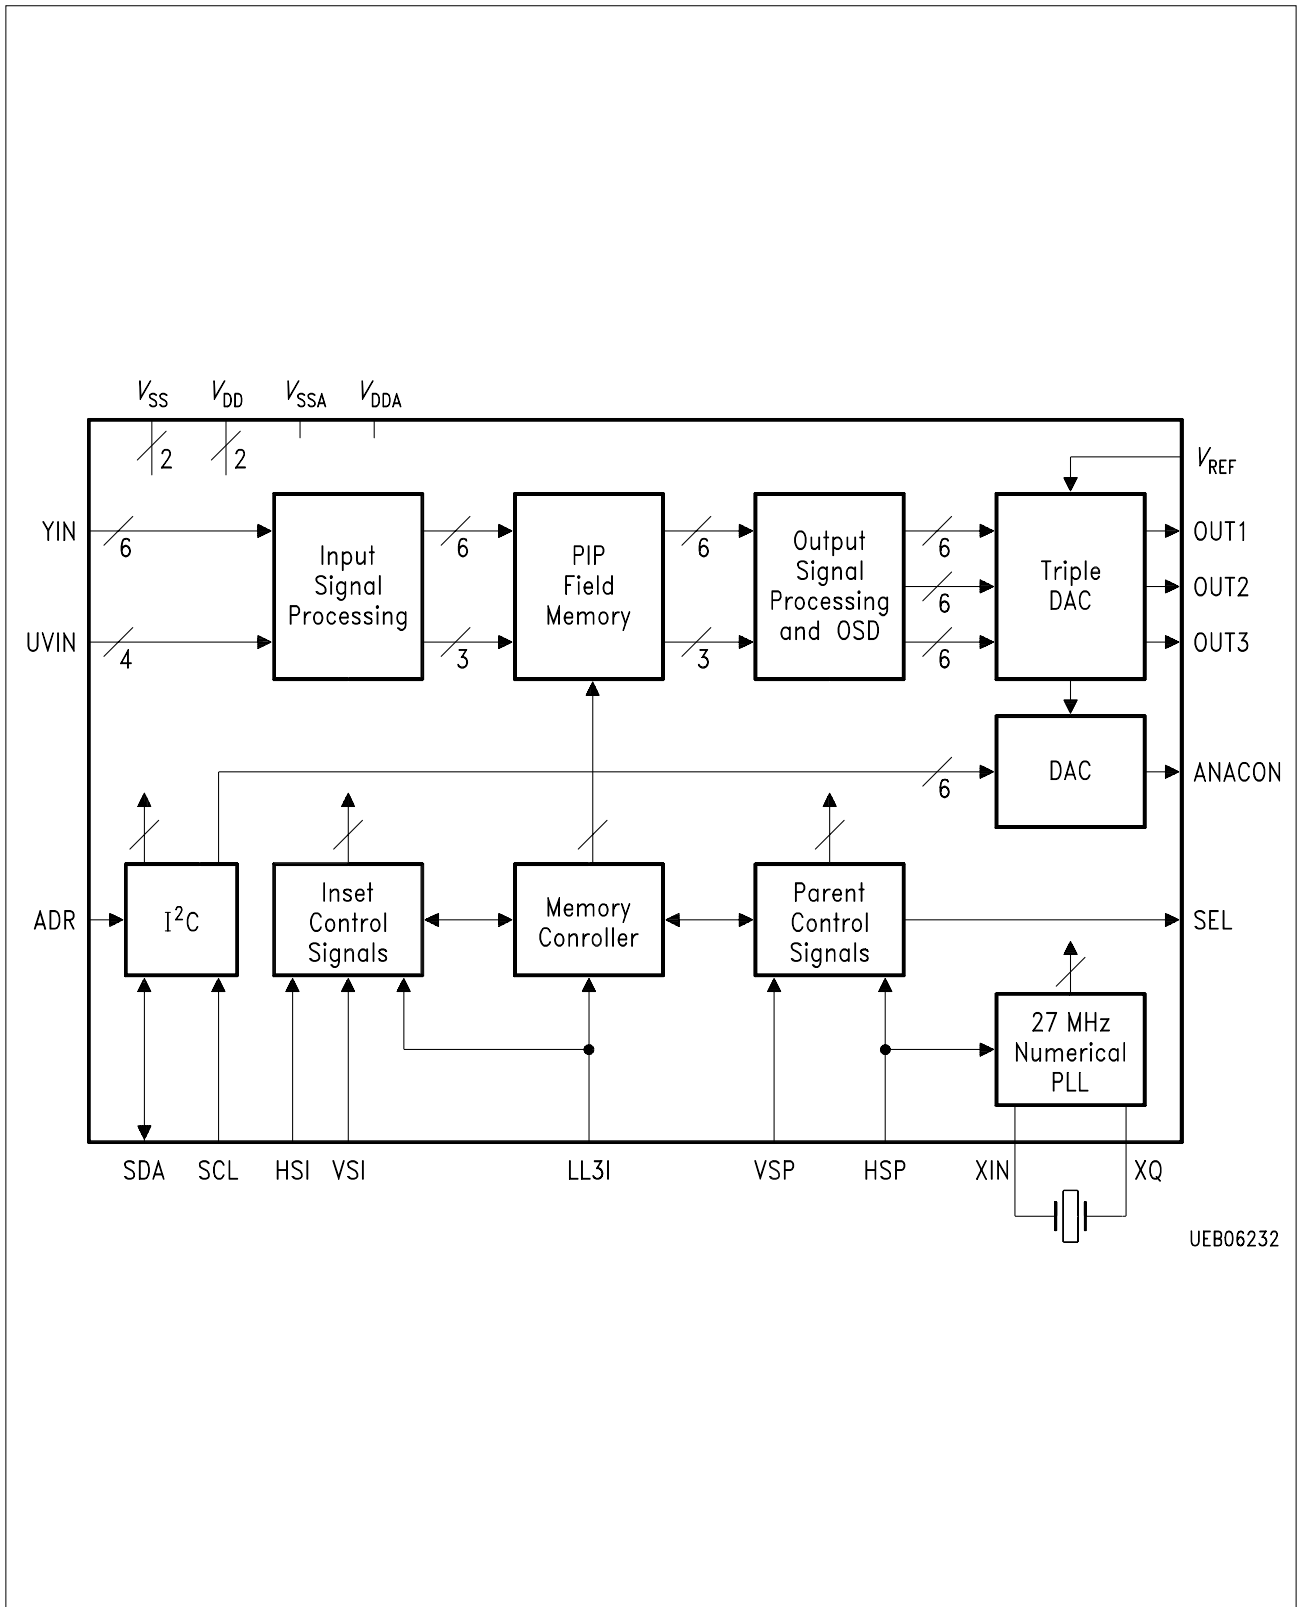 VSS VDD VSSA VDDA
2 2
VREF
YIN 6 6 6 6 OUT1
Input
Signal
Processing
PIP
Field
Memory
Output
Signal
Processing
and OSD
Triple
DAC
6 OUT2
UVIN 4 3 3 6 OUT3
6
DAC
ANACON
ADR
I²C
Inset
Control
Signals
Memory
Conroller
Parent
Control
Signals
SEL
27 MHz
Numerical
PLL
SDA SCL HSI VSI LL3I VSP HSP XIN XQ
UEB06232